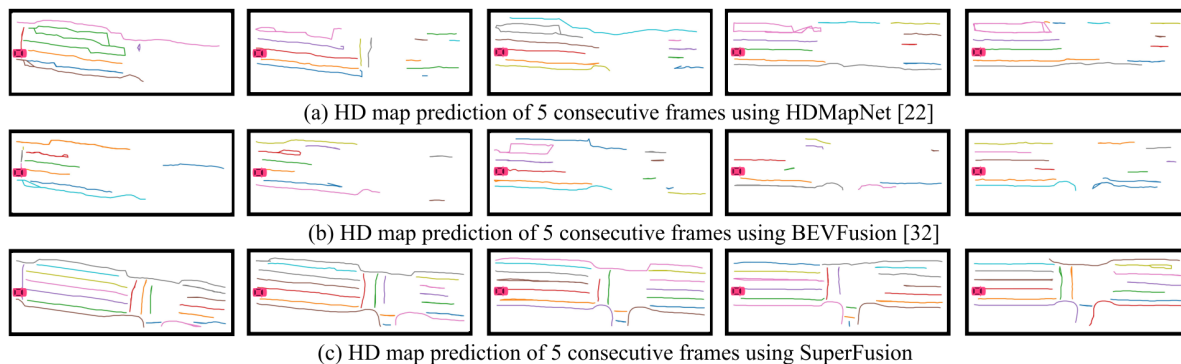 (a) HD map prediction of 5 consecutive frames using HDMapNet [22]
(b) HD map prediction of 5 consecutive frames using BEVFusion [32]
(c) HD map prediction of 5 consecutive frames using SuperFusion